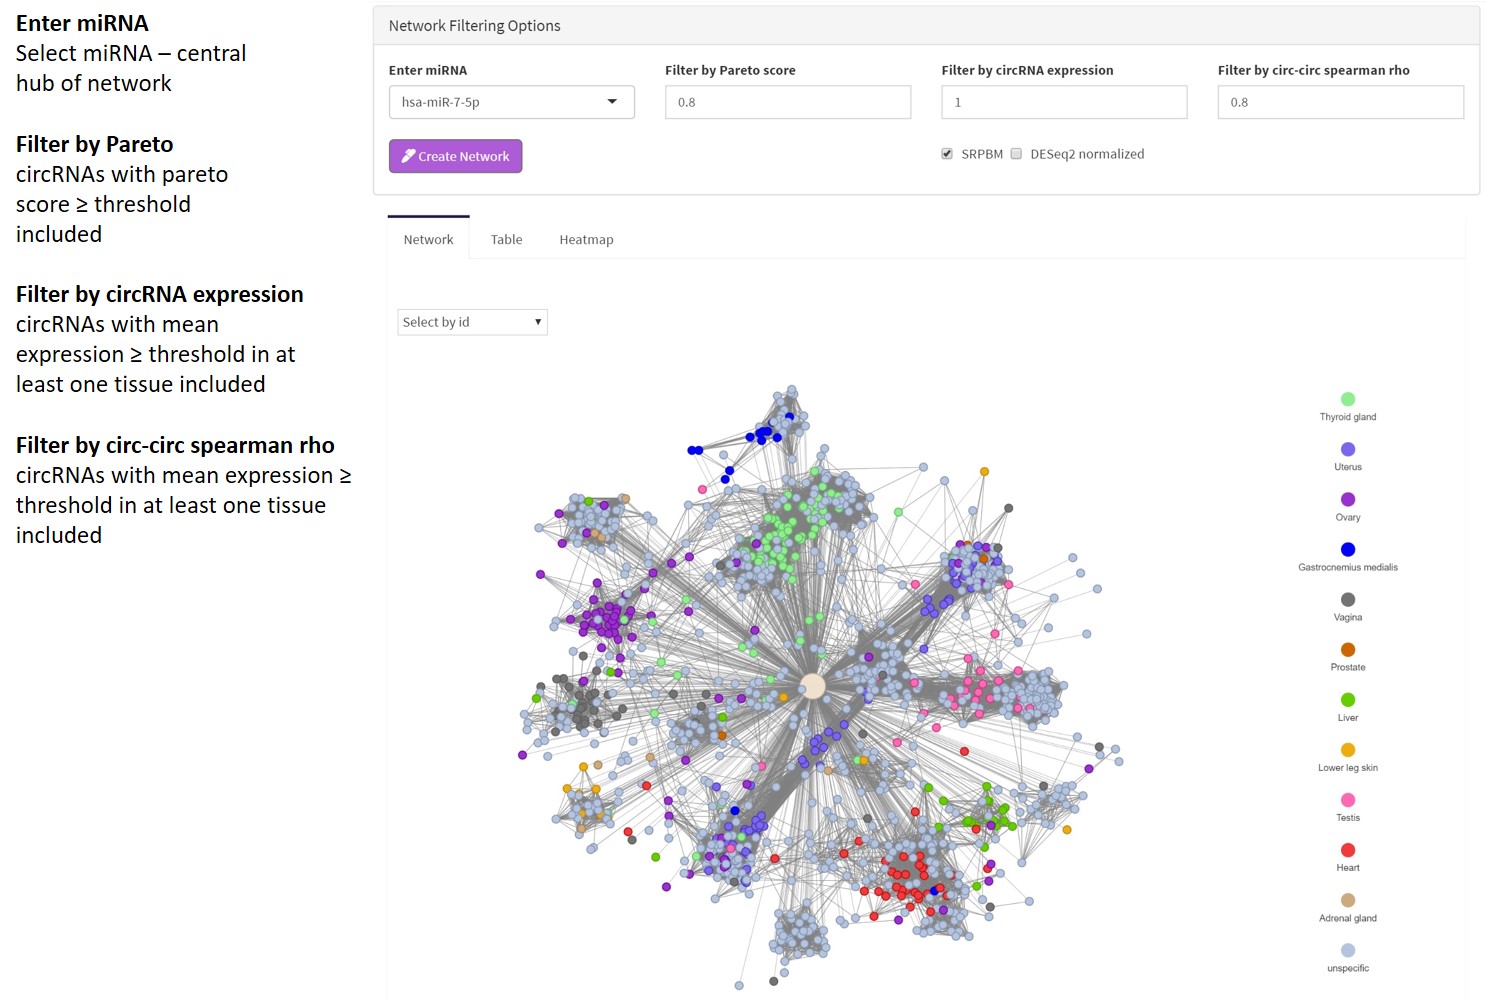 Enter miRNA
Select miRNA – central
hub of network
Filter by Pareto
circRNAs with pareto
score ≥ threshold
included
Filter by circRNA expression
circRNAs with mean
expression ≥ threshold in at
least one tissue included
Filter by circ-circ spearman rho
circRNAs with mean expression ≥
threshold in at least one tissue
included
Network Filtering Options
Enter miRNA
Filter by Pareto score
Filter by circRNA expression
Filter by circ-circ spearman rho
hsa-miR-7-5p
0.8
1
0.8
Create Network
SRPBM
DESeq2 normalized
Network
Table
Heatmap
Select by id
Thyroid gland
Uterus
Ovary
Gastrocnemius medialis
Vagina
Prostate
Liver
Lower leg skin
Testis
Heart
Adrenal gland
unspecific